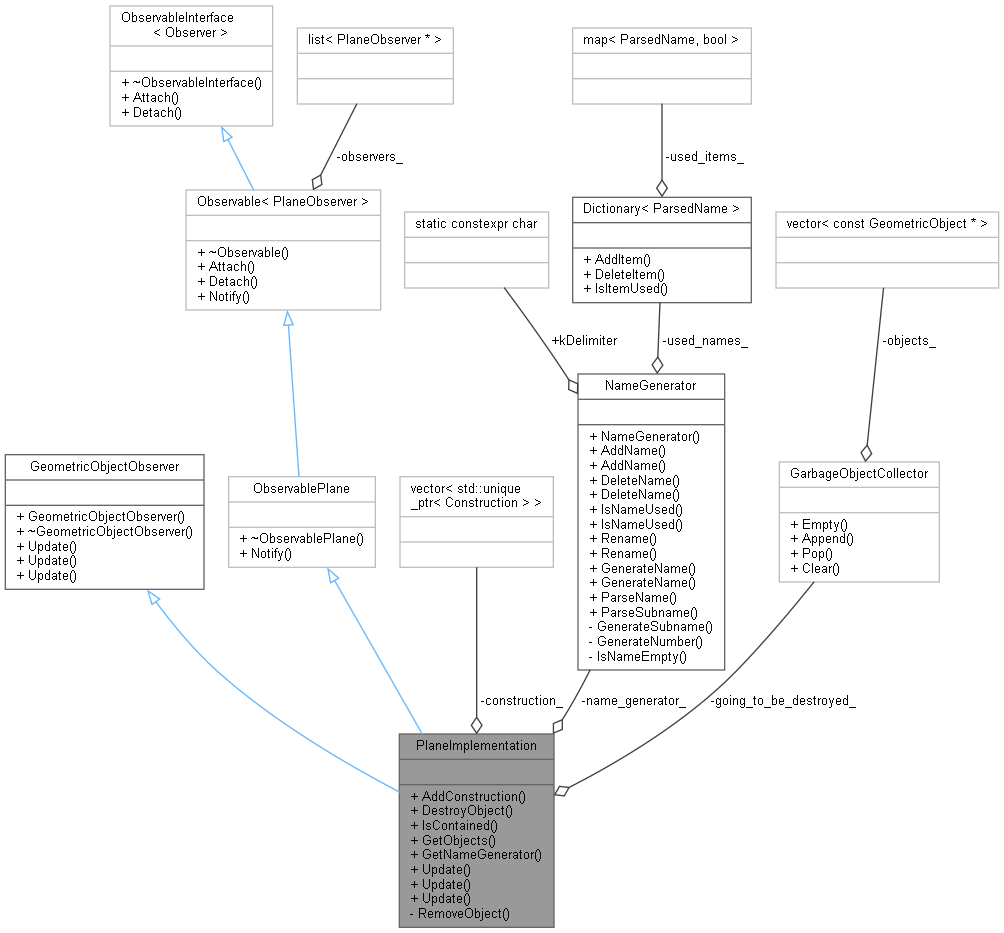 ObservableInterface
< Observer >
+ ~ObservableInterface()
+ Attach()
+ Detach()
list< PlaneObserver * >
map< ParsedName, bool >
-observers_
-used_items_
Observable< PlaneObserver >
+ ~Observable()
+ Attach()
+ Detach()
+ Notify()
static constexpr char
Dictionary< ParsedName >
+ AddItem()
+ DeleteItem()
+ IsItemUsed()
vector< const GeometricObject * >
+kDelimiter
-used_names_
-objects_
GeometricObjectObserver
+ GeometricObjectObserver()
+ ~GeometricObjectObserver()
+ Update()
+ Update()
+ Update()
ObservablePlane
+ ~ObservablePlane()
+ Notify()
vector< std::unique
_ptr< Construction > >
NameGenerator
+ NameGenerator()
+ AddName()
+ AddName()
+ DeleteName()
+ DeleteName()
+ IsNameUsed()
+ IsNameUsed()
+ Rename()
+ Rename()
+ GenerateName()
+ GenerateName()
+ ParseName()
+ ParseSubname()
- GenerateSubname()
- GenerateNumber()
- IsNameEmpty()
GarbageObjectCollector
+ Empty()
+ Append()
+ Pop()
+ Clear()
-construction_
-name_generator_
-going_to_be_destroyed_
PlaneImplementation
+ AddConstruction()
+ DestroyObject()
+ IsContained()
+ GetObjects()
+ GetNameGenerator()
+ Update()
+ Update()
+ Update()
- RemoveObject()